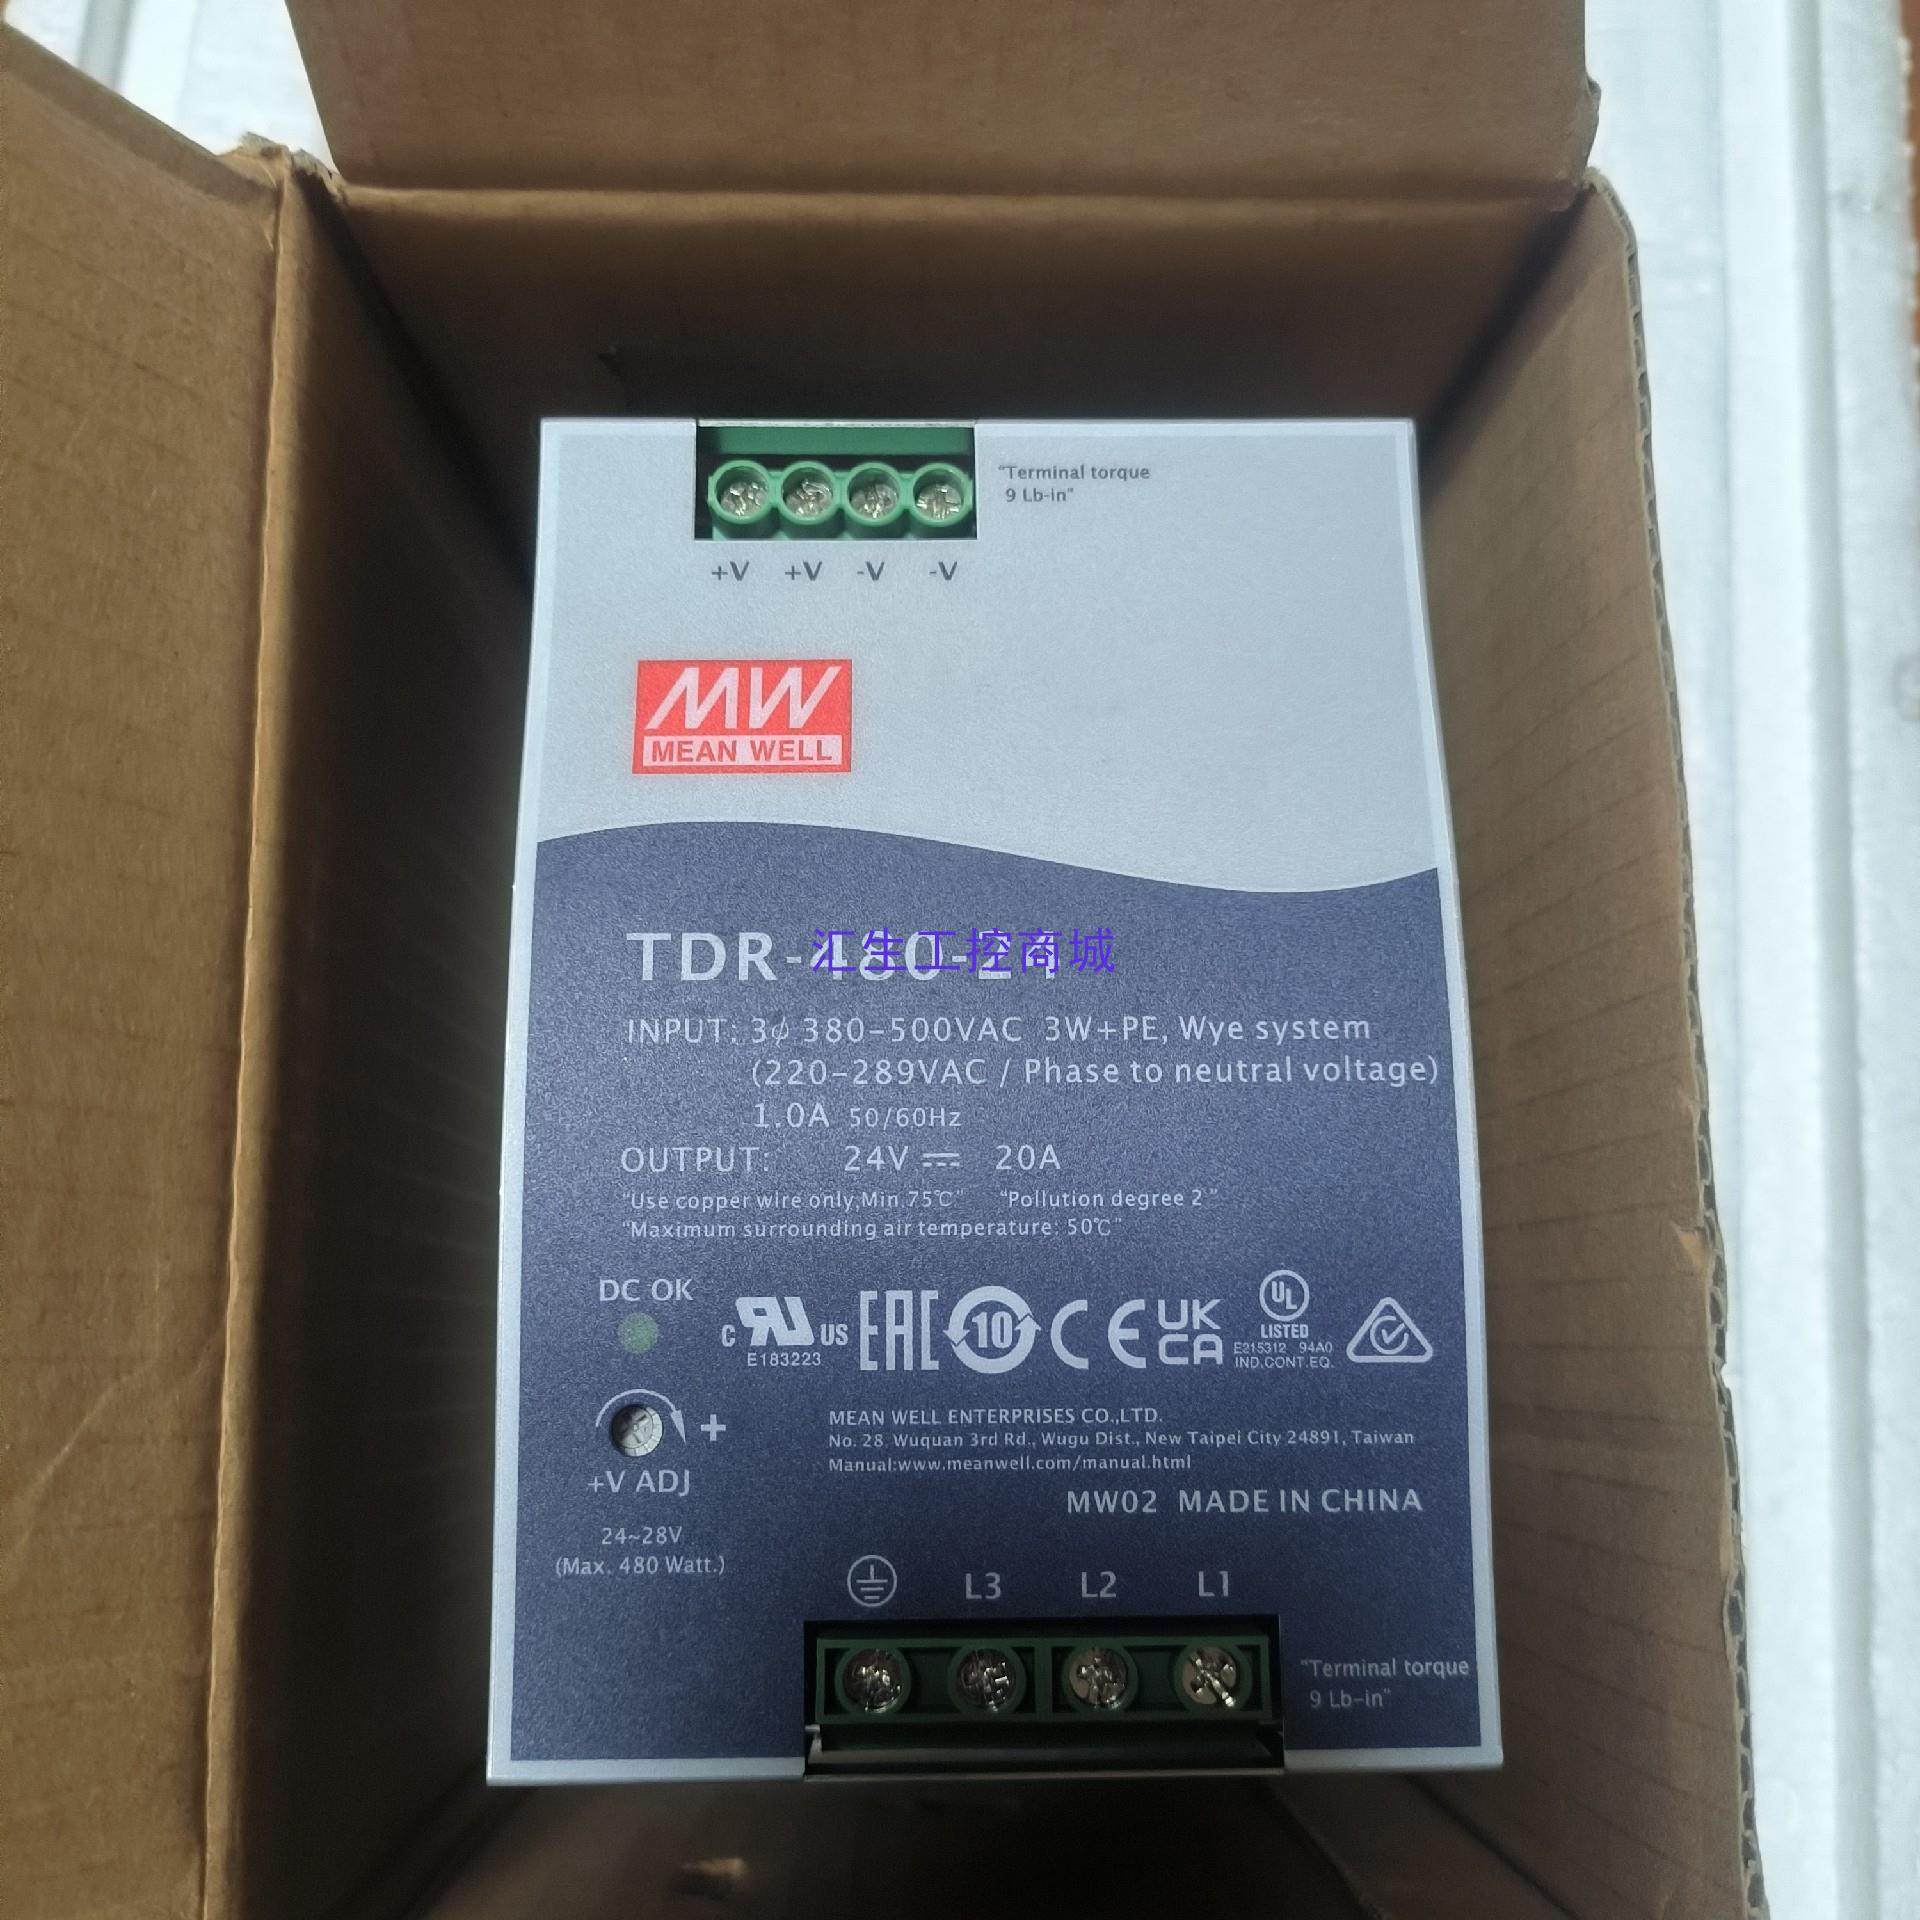 "Terminal torque
9 Lb-in"
+V +V -V -V
MW
MEAN WELL
TDR-480-24
汇生工控商城
INPUT: 3φ 380-500VAC 3W+PE, Wye system
(220-289VAC / Phase to neutral voltage)
1.0A 50/60Hz
OUTPUT: 24V ⎓ 20A
"Use copper wire only,Min.75℃" "Pollution degree 2"
"Maximum surrounding air temperature: 50℃"
DC OK
c RU US
E183223
EAC
10
CE
UK
CA
UL
LISTED
E215312 94A0
IND.CONT.EQ.
+
+V ADJ
24~28V
(Max. 480 Watt.)
MEAN WELL ENTERPRISES CO.,LTD.
No. 28, Wuquan 3rd Rd., Wugu Dist., New Taipei City 24891, Taiwan
Manual:www.meanwell.com/manual.html
MW02 MADE IN CHINA
L3 L2 L1
"Terminal torque
9 Lb-in"